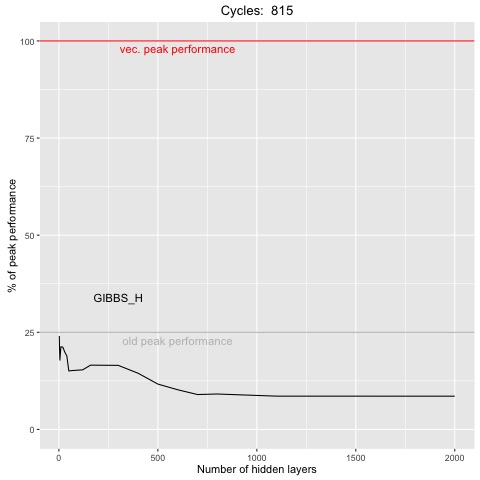 Cycles:  815
100
vec. peak performance
75
% of peak performance
50
GIBBS_H
25
old peak performance
0
0 500 1000 1500 2000
Number of hidden layers